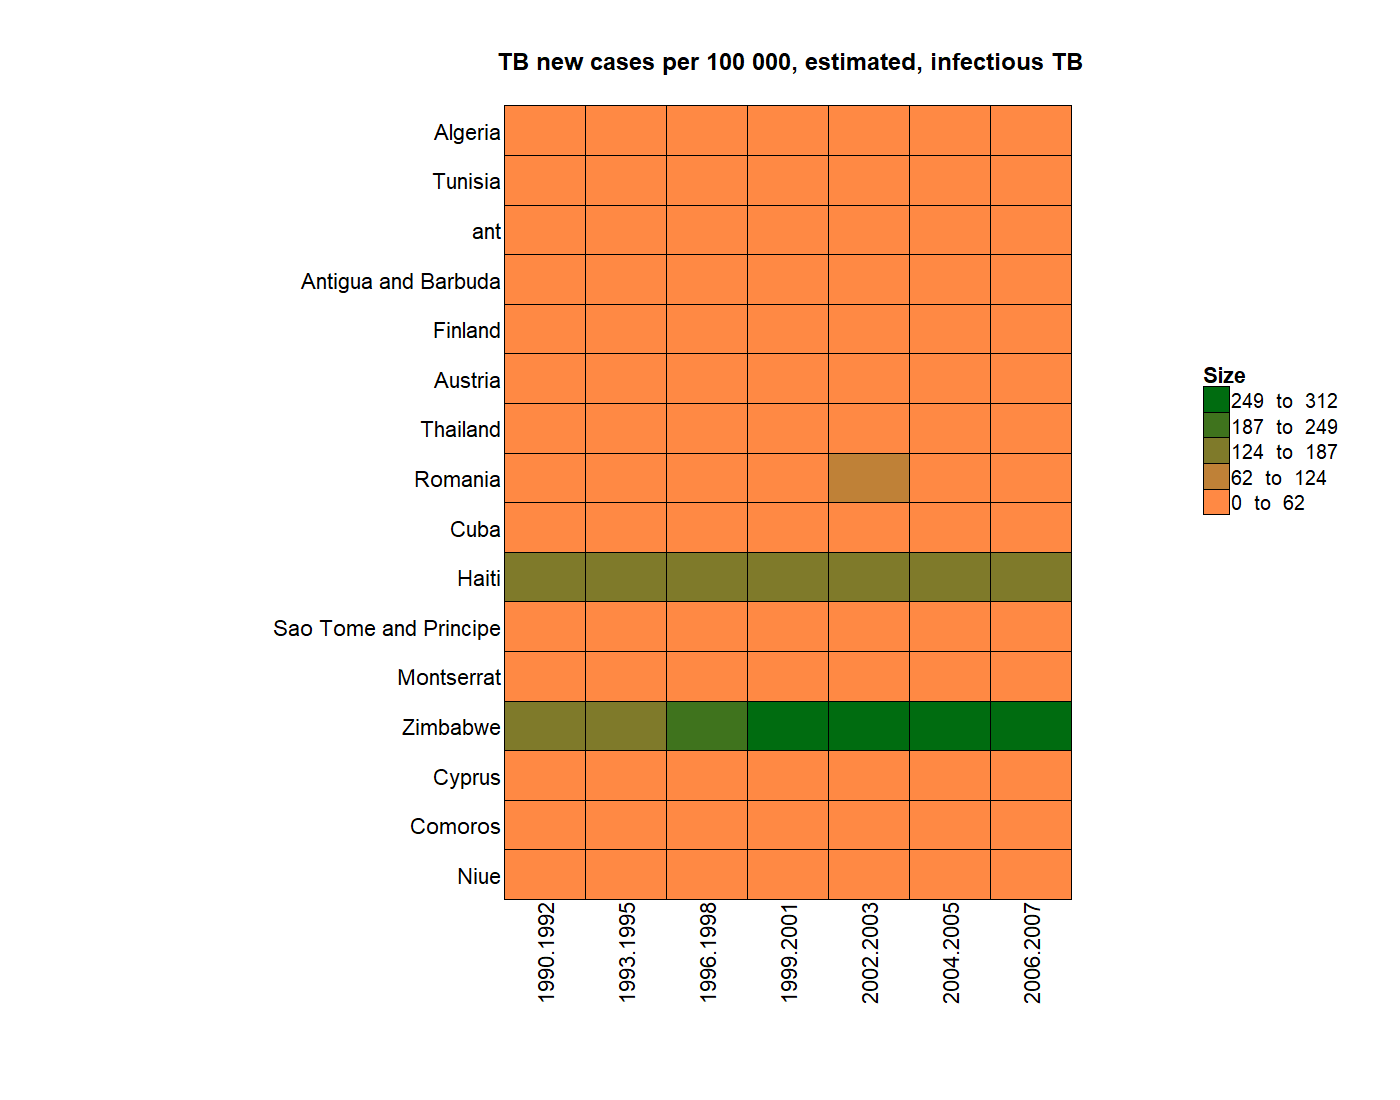 TB new cases per 100 000, estimated, infectious TB
Algeria
Tunisia
ant
Antigua and Barbuda
Finland
Austria
Thailand
Romania
Cuba
Haiti
Sao Tome and Principe
Montserrat
Zimbabwe
Cyprus
Comoros
Niue
1990.1992
1993.1995
1996.1998
1999.2001
2002.2003
2004.2005
2006.2007
Size
249 to 312
187 to 249
124 to 187
62 to 124
0 to 62